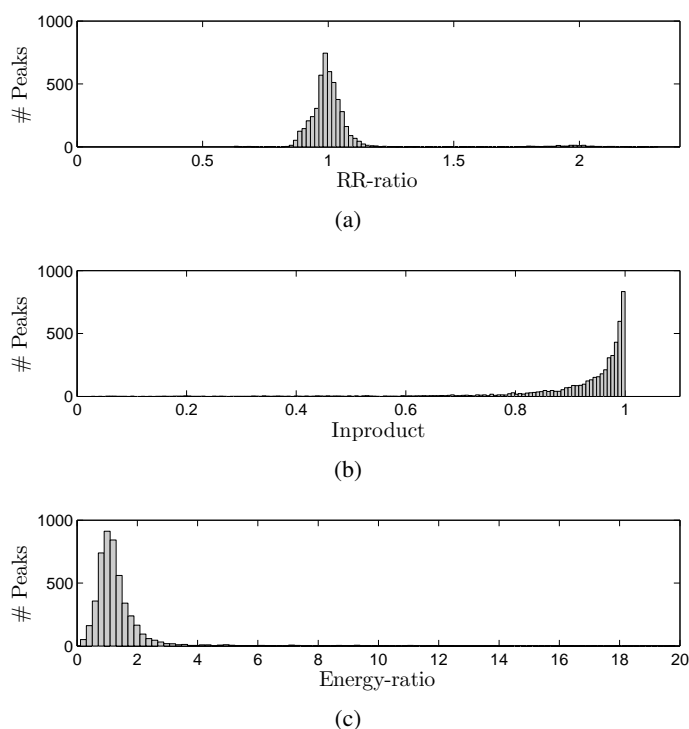 1000
500
0
# Peaks
0 0.5 1 1.5 2
RR-ratio
(a)
1000
500
0
# Peaks
0 0.2 0.4 0.6 0.8 1
Inproduct
(b)
1000
500
0
# Peaks
0 2 4 6 8 10 12 14 16 18 20
Energy-ratio
(c)